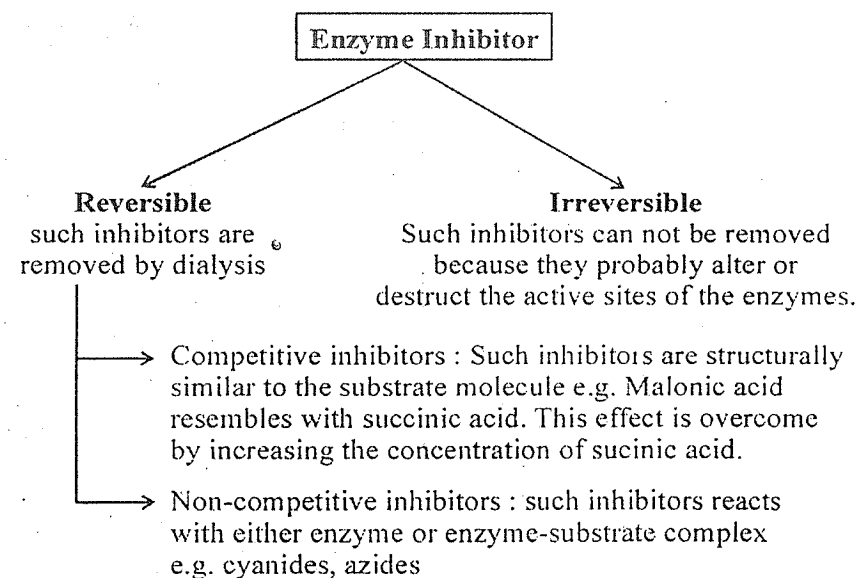 Enzyme Inhibitor
Reversible
such inhibitors are
removed by dialysis
Irreversible
Such inhibitors can not be removed
because they probably alter or
destruct the active sites of the enzymes.
Competitive inhibitors : Such inhibitors are structurally
similar to the substrate molecule e.g. Malonic acid
resembles with succinic acid. This effect is overcome
by increasing the concentration of sucinic acid.
Non-competitive inhibitors : such inhibitors reacts
with either enzyme or enzyme-substrate complex
e.g. cyanides, azides